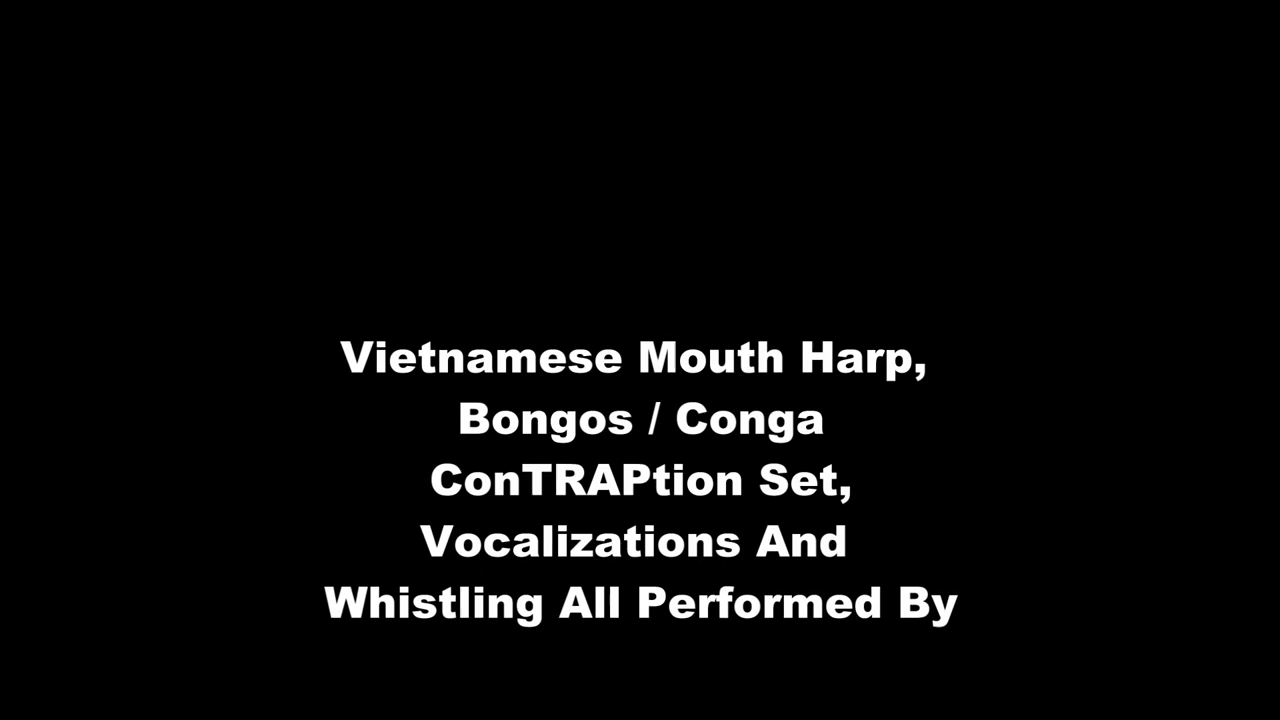 Vietnamese Mouth Harp,
Bongos / Conga
ConTRAPtion Set,
Vocalizations And
Whistling All Performed By